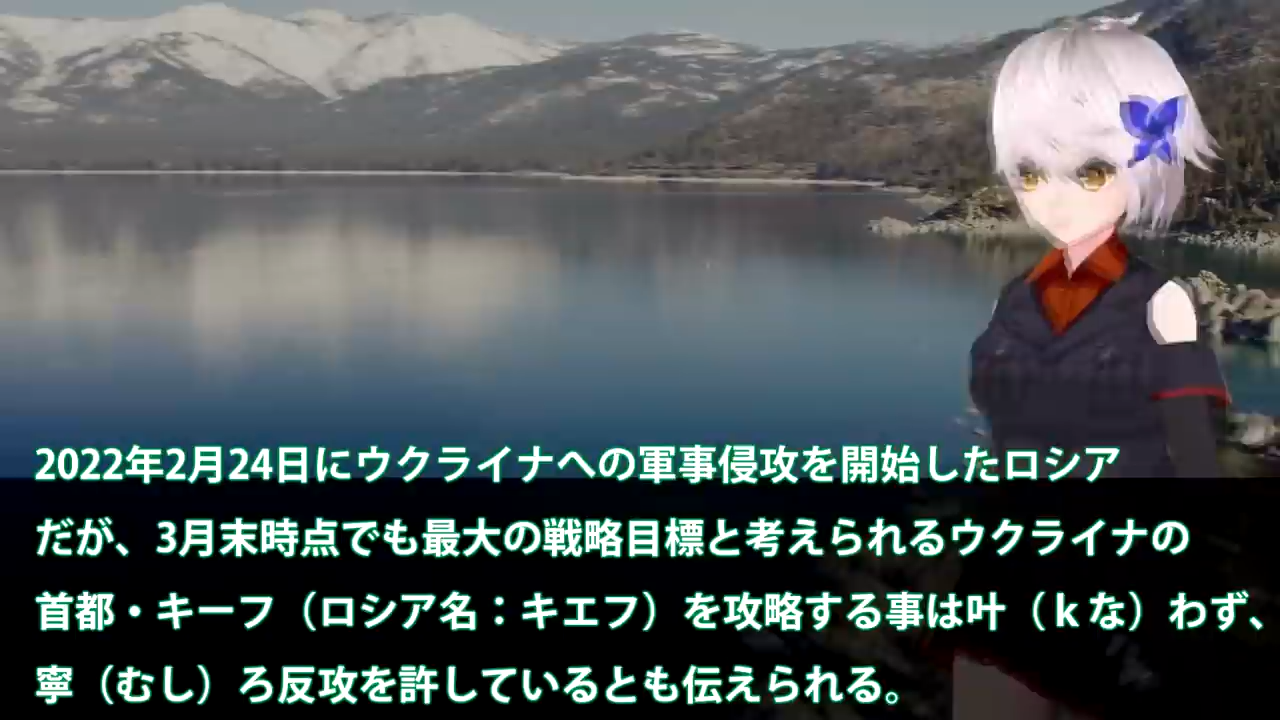 2022年2月24日にウクライナへの軍事侵攻を開始したロシア
だが、3月末時点でも最大の戦略目標と考えられるウクライナの
首都・キーフ（ロシア名：キエフ）を攻略する事は叶（ｋな）わず、
寧（むし）ろ反攻を許しているとも伝えられる。